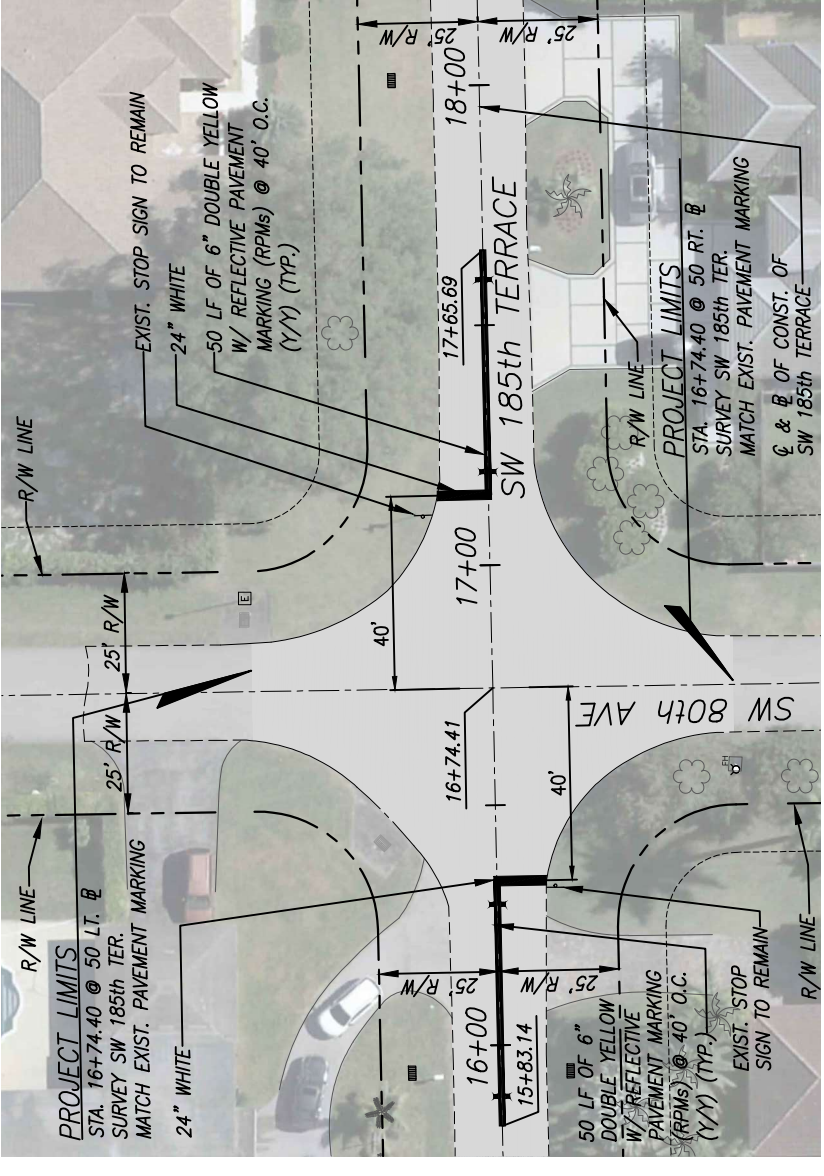 EXIST. STOP SIGN TO REMAIN
24" WHITE
50 LF OF 6" DOUBLE YELLOW
W/ REFLECTIVE PAVEMENT
MARKING (RPMs) @ 40' O.C.
(Y/Y) (TYP.)
R/W LINE
25' R/W
25' R/W
18+00
17+65.69
SW 185th TERRACE
17+00
40'
25' R/W
25' R/W
E
R/W LINE
PROJECT LIMITS
STA. 16+74.40 @ 50 RT. B
SURVEY SW 185th TER.
MATCH EXIST. PAVEMENT MARKING
C & B OF CONST. OF
SW 185th TERRACE
16+74.41
SW 80th AVE
40'
FH
R/W LINE
PROJECT LIMITS
STA. 16+74.40 @ 50 LT. B
SURVEY SW 185th TER.
MATCH EXIST. PAVEMENT MARKING
24" WHITE
25' R/W
25' R/W
16+00
15+83.14
50 LF OF 6"
DOUBLE YELLOW
W/ REFLECTIVE
PAVEMENT MARKING
(RPMs) @ 40' O.C.
(Y/Y) (TYP.)
EXIST. STOP
SIGN TO REMAIN
R/W LINE